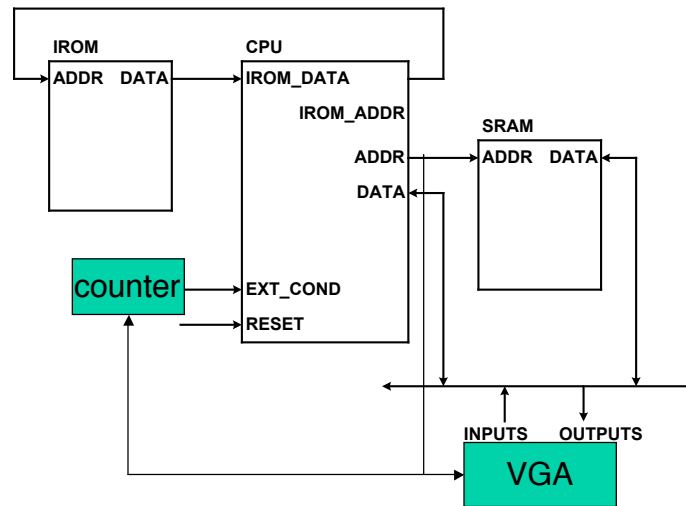 IROM
CPU
ADDR DATA
IROM_DATA
IROM_ADDR
SRAM
ADDR
ADDR DATA
DATA
counter
EXT_COND
RESET
INPUTS
OUTPUTS
VGA